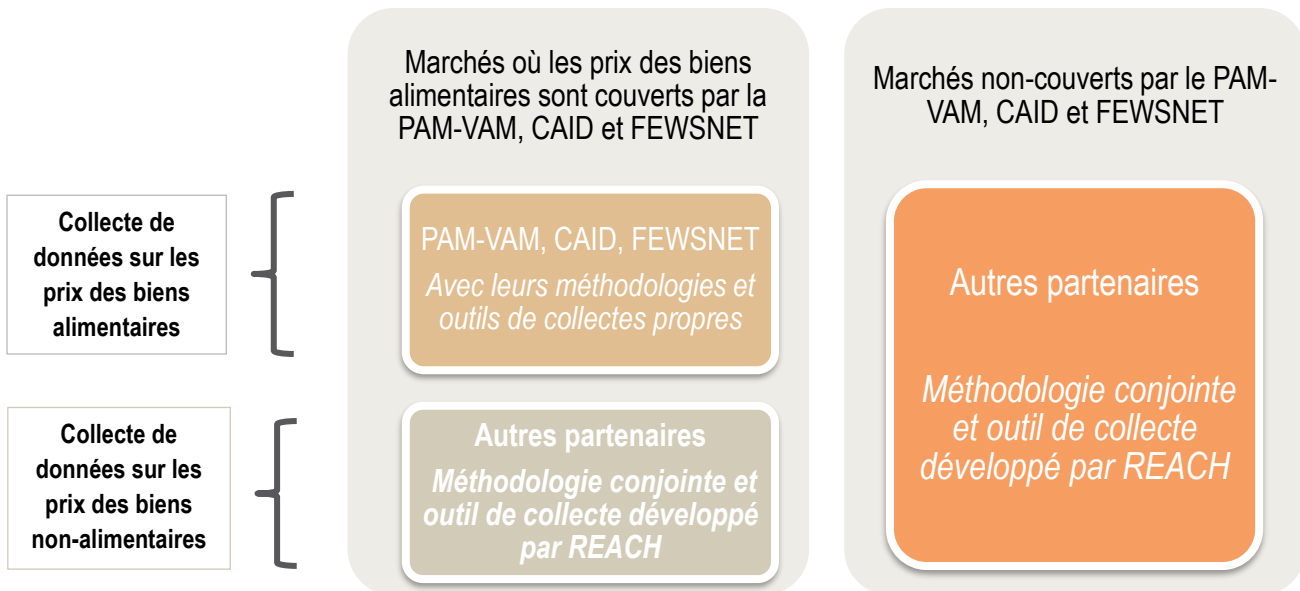 Marchés où les prix des biens
alimentaires sont couverts par la
PAM-VAM, CAID et FEWSNET
Marchés non-couverts par le PAM-
VAM, CAID et FEWSNET
Collecte de
données sur les
prix des biens
alimentaires
PAM-VAM, CAID, FEWSNET
Avec leurs méthodologies et
outils de collectes propres
Autres partenaires
Méthodologie conjointe
et outil de collecte
développé par REACH
Collecte de
données sur les
prix des biens
non-alimentaires
Autres partenaires
Méthodologie conjointe et
outil de collecte développé
par REACH